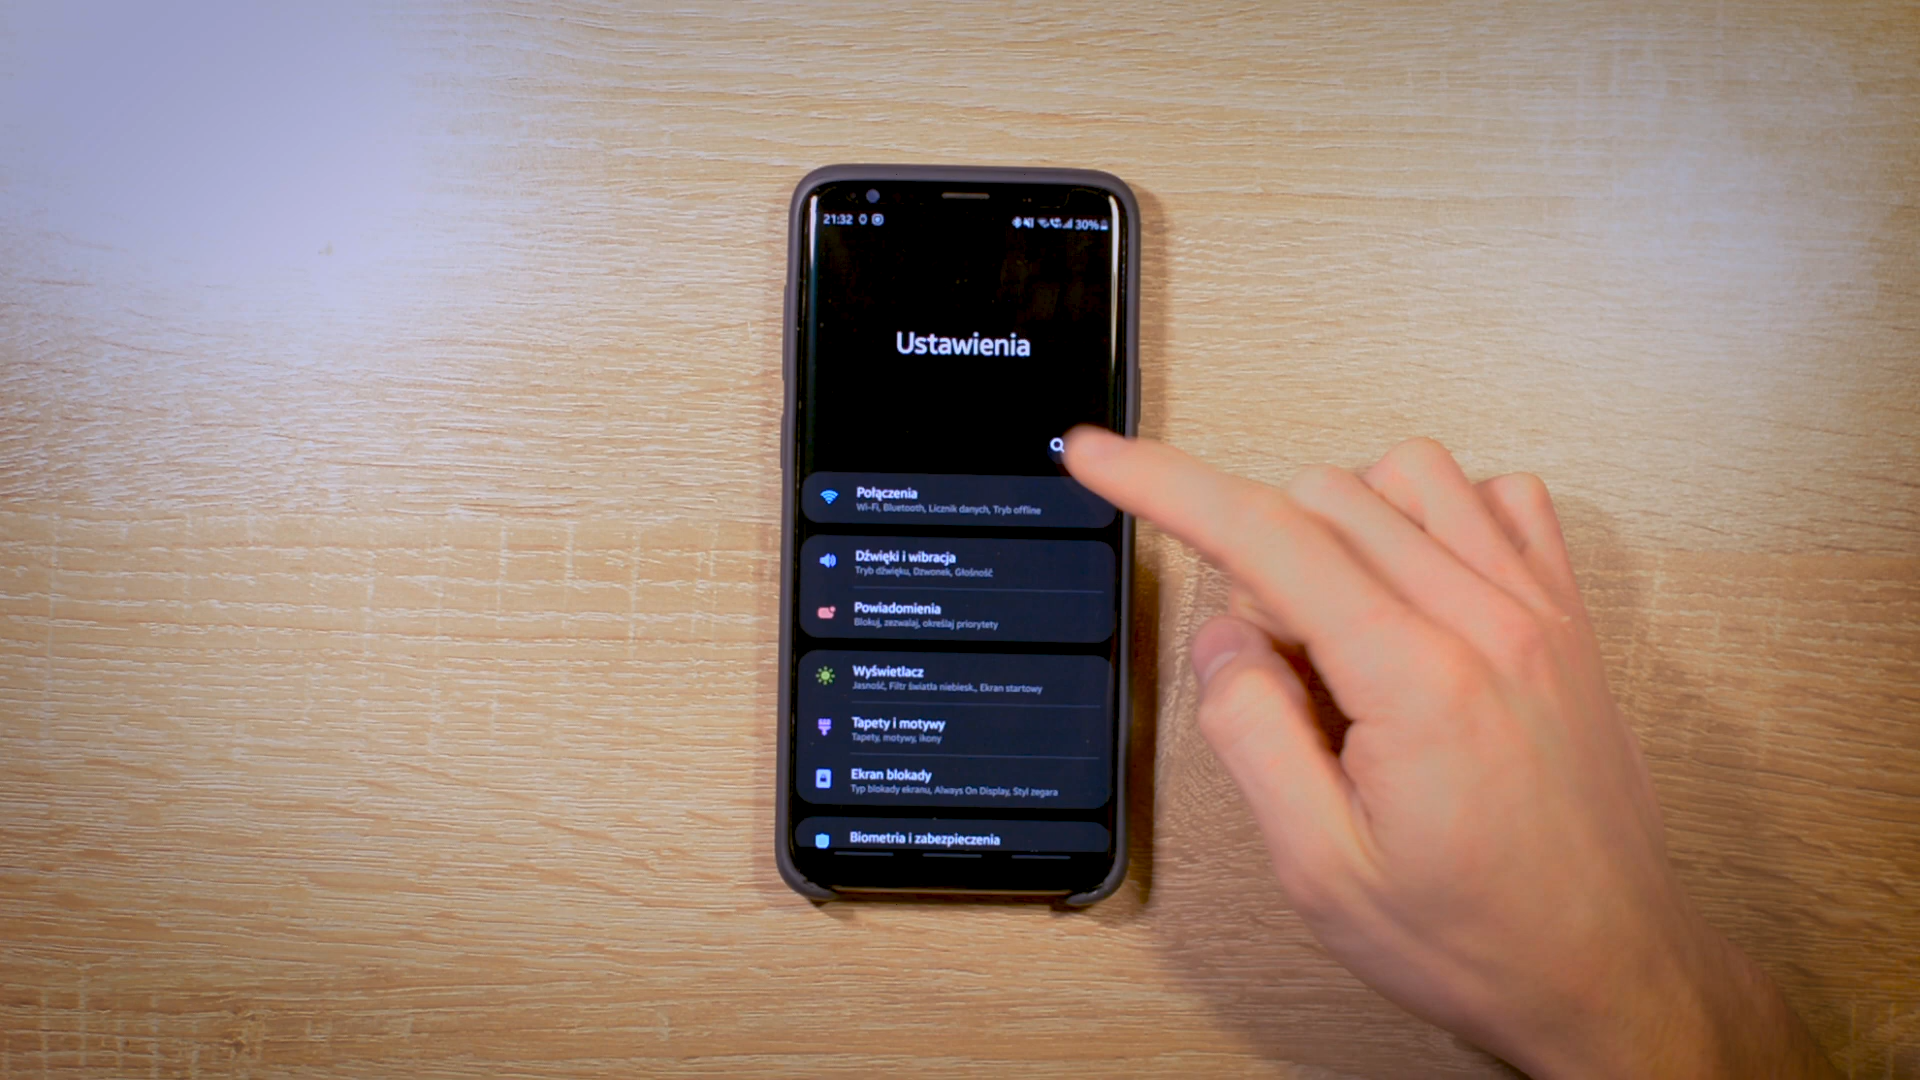 21:32 30%
Ustawienia
Połączenia
Wi-Fi, Bluetooth, Licznik danych, Tryb offline
Dźwięki i wibracja
Tryb dźwięku, Dzwonek, Głośność
Powiadomienia
Blokuj, zezwalaj, określaj priorytety
Wyświetlacz
Jasność, Filtr światła niebiesk., Ekran startowy
Tapety i motywy
Tapety, motywy, ikony
Ekran blokady
Typ blokady ekranu, Always On Display, Styl zegara
Biometria i zabezpieczenia